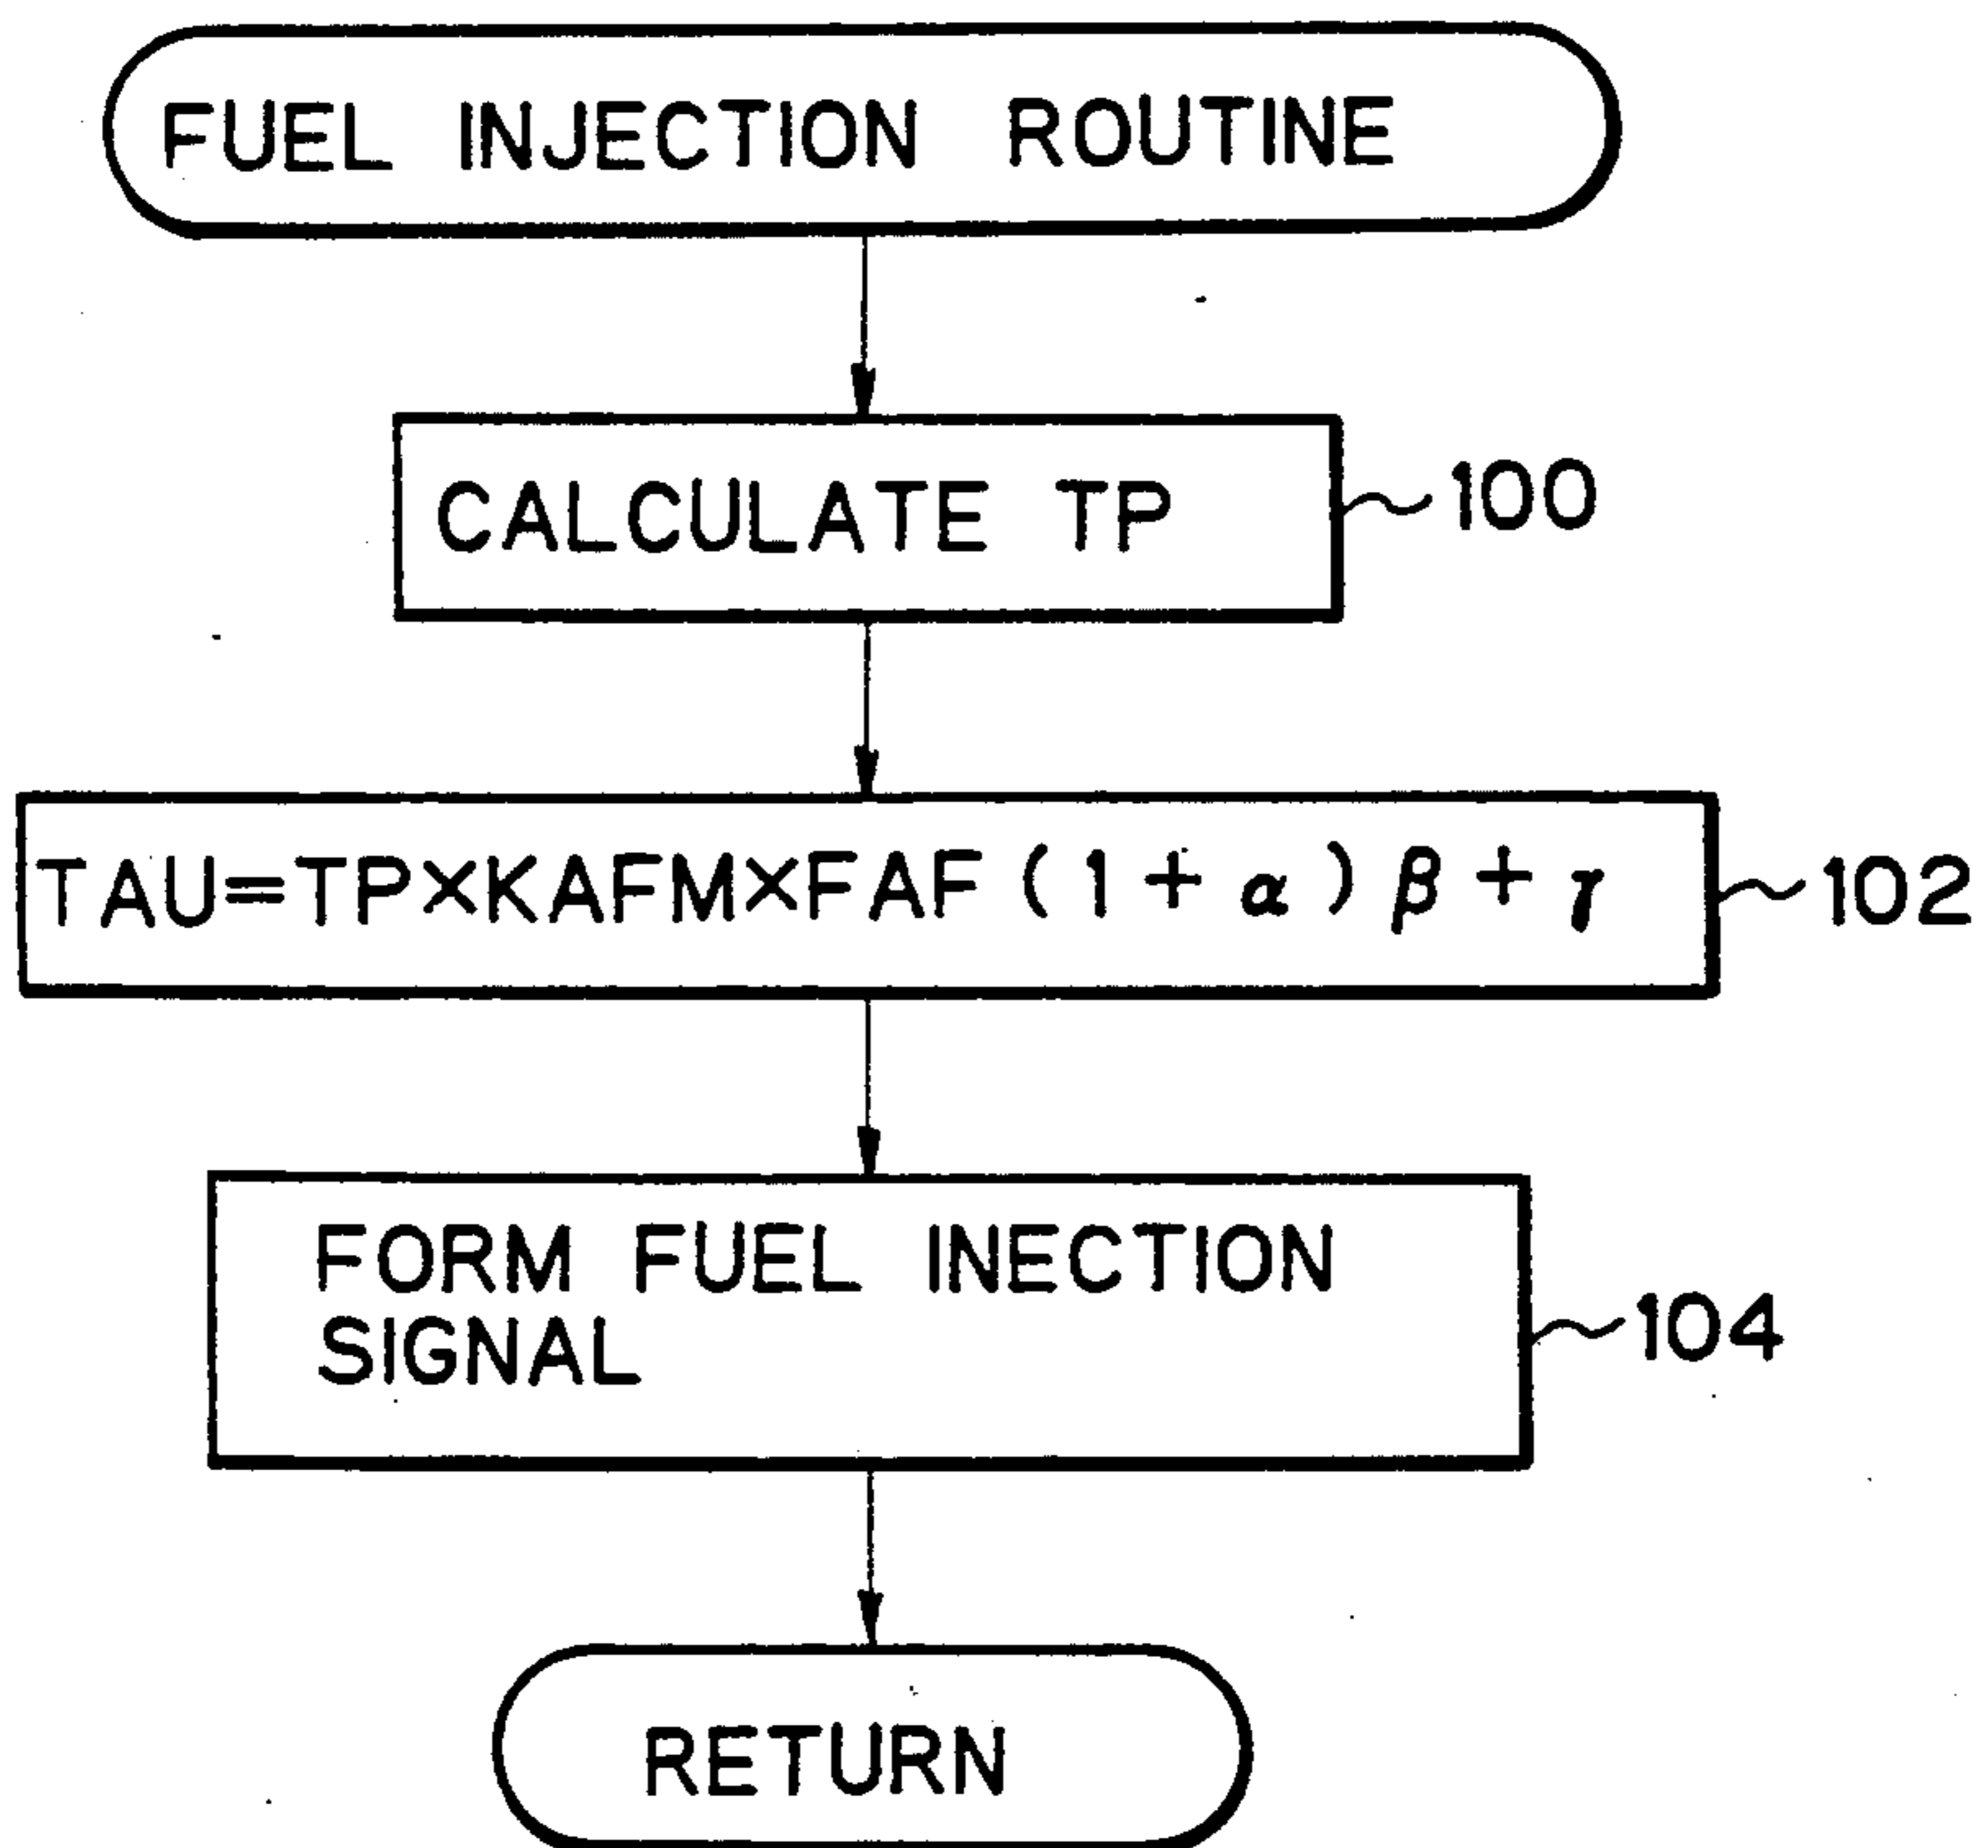 FUEL INJECTION ROUTINE
CALCULATE TP
100
TAU=TP×KAFM×FAF(1+α)β+γ
102
FORM FUEL INECTION
SIGNAL
104
RETURN